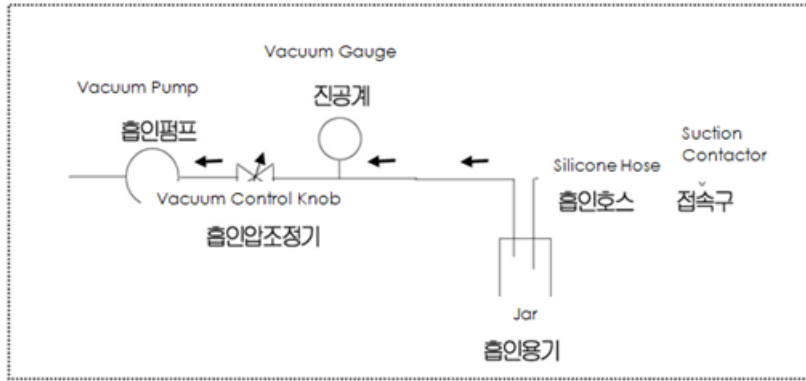 Vacuum Gauge
진공계
Vacuum Pump
흡인펌프
Vacuum Control Knob
흡인압조정기
Silicone Hose
흡인호스
Suction
Contactor
접속구
Jar
흡인용기